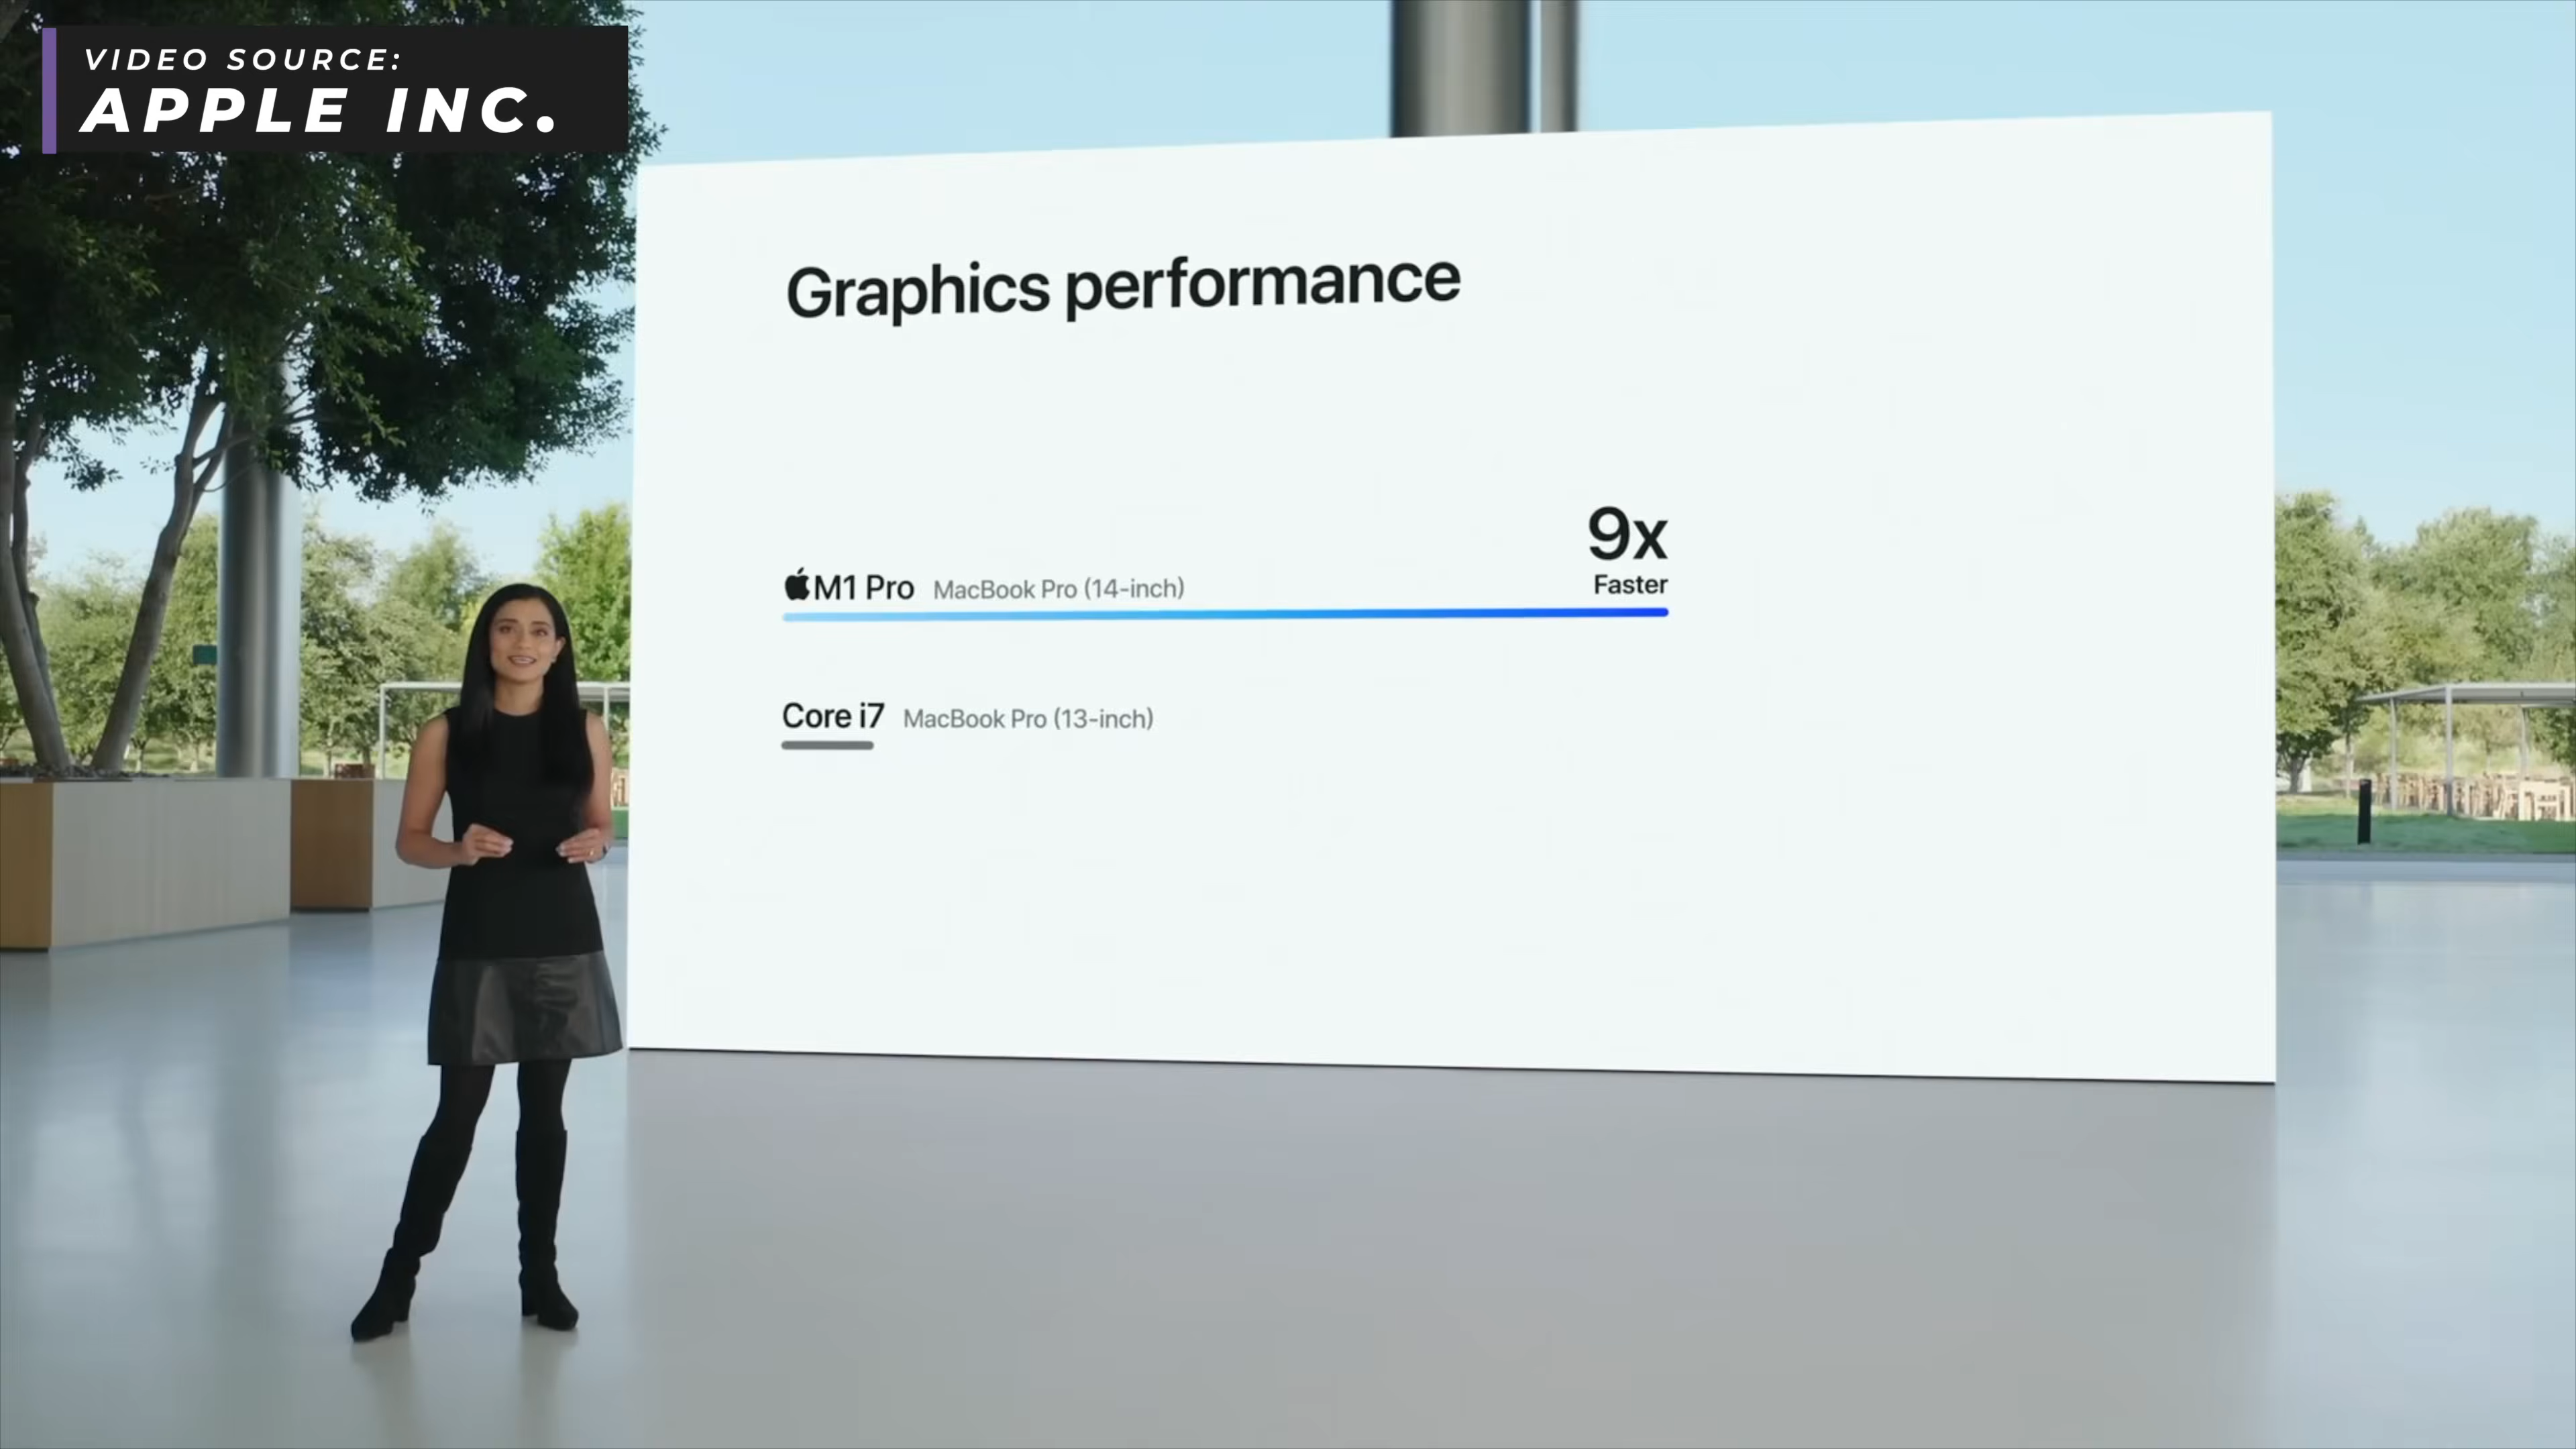 VIDEO SOURCE:
APPLE INC.
Graphics performance
9x
Faster
M1 Pro MacBook Pro (14-inch)
Core i7 MacBook Pro (13-inch)